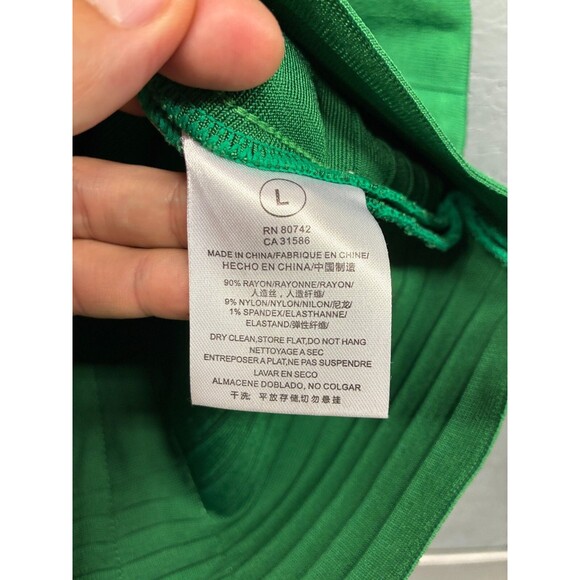 L
RN 80742
CA 31586
MADE IN CHINA/FABRIQUE EN CHINE/
HECHO EN CHINA/中国制造
90% RAYON/RAYONNE/RAYON/
人造丝，人造纤维/
9% NYLON/NYLON/NILON/尼龙/
1% SPANDEX/ELASTHANNE/
ELASTAND/弹性纤维/
DRY CLEAN,STORE FLAT,DO NOT HANG
NETTOYAGE A SEC
ENTREPOSER A PLAT,NE PAS SUSPENDRE
LAVAR EN SECO
ALMACENE DOBLADO, NO COLGAR
干洗; 平放存储,切勿悬挂